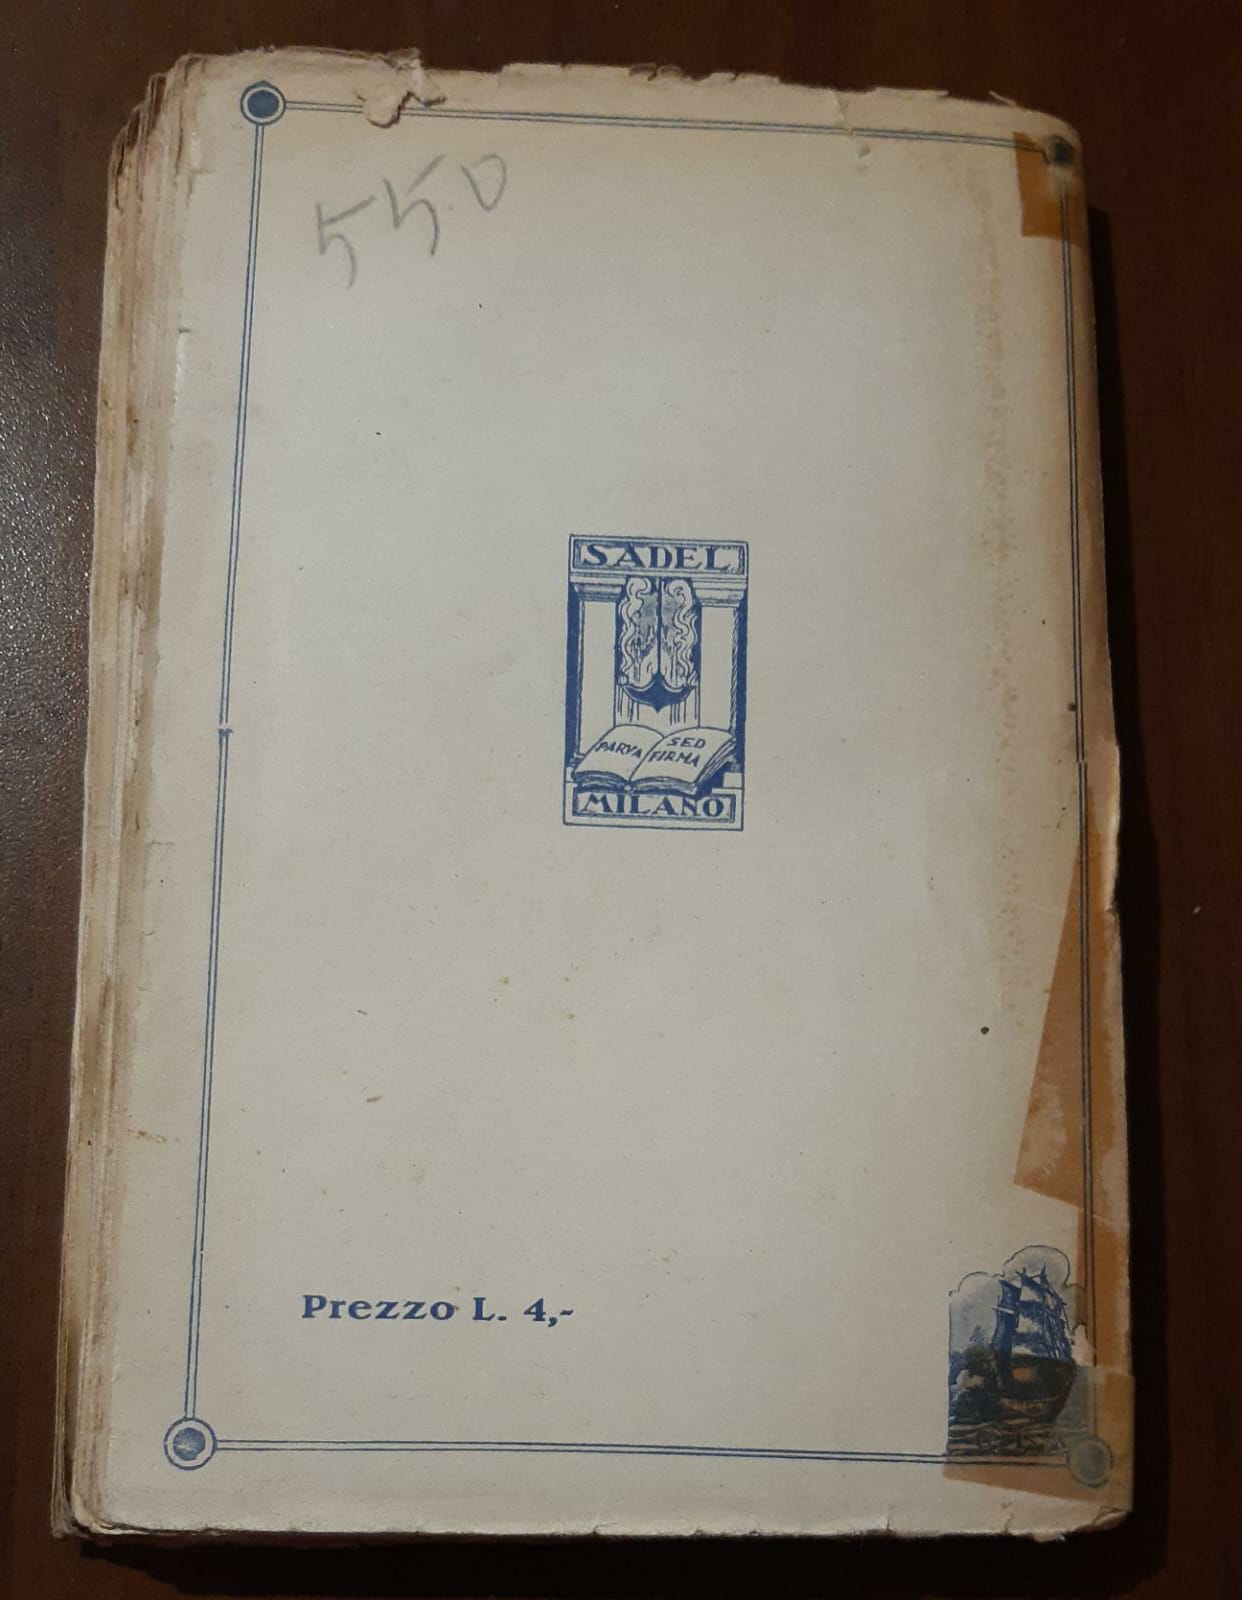 550
SADEL
PARVA SED
FIRMA
MILANO
Prezzo L. 4,-